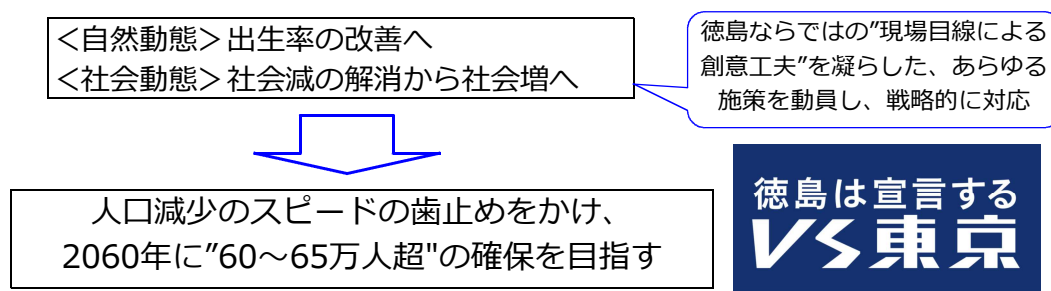 ＜自然動態＞出生率の改善へ
＜社会動態＞社会減の解消から社会増へ
徳島ならではの”現場目線による
創意工夫”を凝らした、あらゆる
施策を動員し、戦略的に対応
人口減少のスピードの歯止めをかけ、
2060年に”60～65万人超"の確保を目指す
徳島は宣言する
VS東京